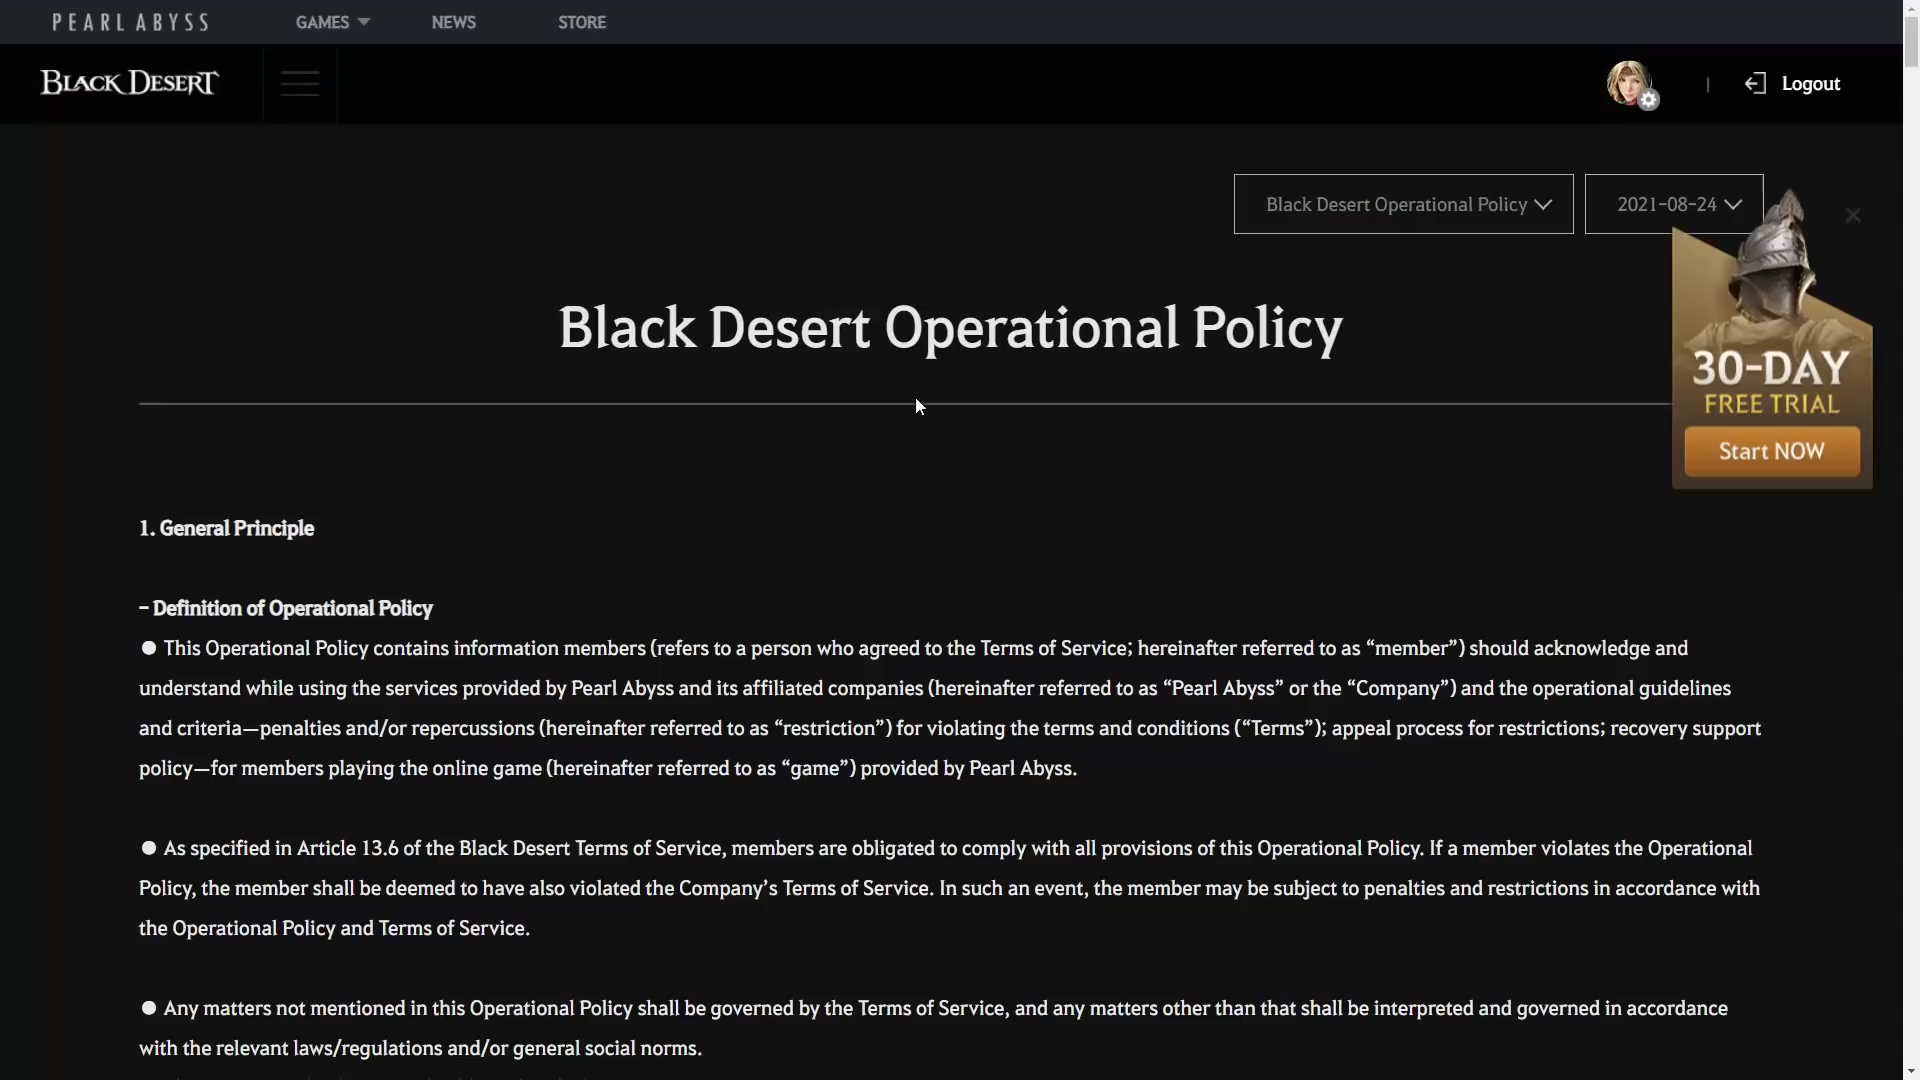 PEARL ABYSS
GAMES
NEWS
STORE
BLACK DESERT
Logout
Black Desert Operational Policy
2021-08-24
Black Desert Operational Policy
30-DAY
FREE TRIAL
Start NOW
1. General Principle
– Definition of Operational Policy
● This Operational Policy contains information members (refers to a person who agreed to the Terms of Service; hereinafter referred to as “member”) should acknowledge and
understand while using the services provided by Pearl Abyss and its affiliated companies (hereinafter referred to as “Pearl Abyss” or the “Company”) and the operational guidelines
and criteria—penalties and/or repercussions (hereinafter referred to as “restriction”) for violating the terms and conditions (“Terms”); appeal process for restrictions; recovery support
policy—for members playing the online game (hereinafter referred to as “game”) provided by Pearl Abyss.
● As specified in Article 13.6 of the Black Desert Terms of Service, members are obligated to comply with all provisions of this Operational Policy. If a member violates the Operational
Policy, the member shall be deemed to have also violated the Company’s Terms of Service. In such an event, the member may be subject to penalties and restrictions in accordance with
the Operational Policy and Terms of Service.
● Any matters not mentioned in this Operational Policy shall be governed by the Terms of Service, and any matters other than that shall be interpreted and governed in accordance
with the relevant laws/regulations and/or general social norms.